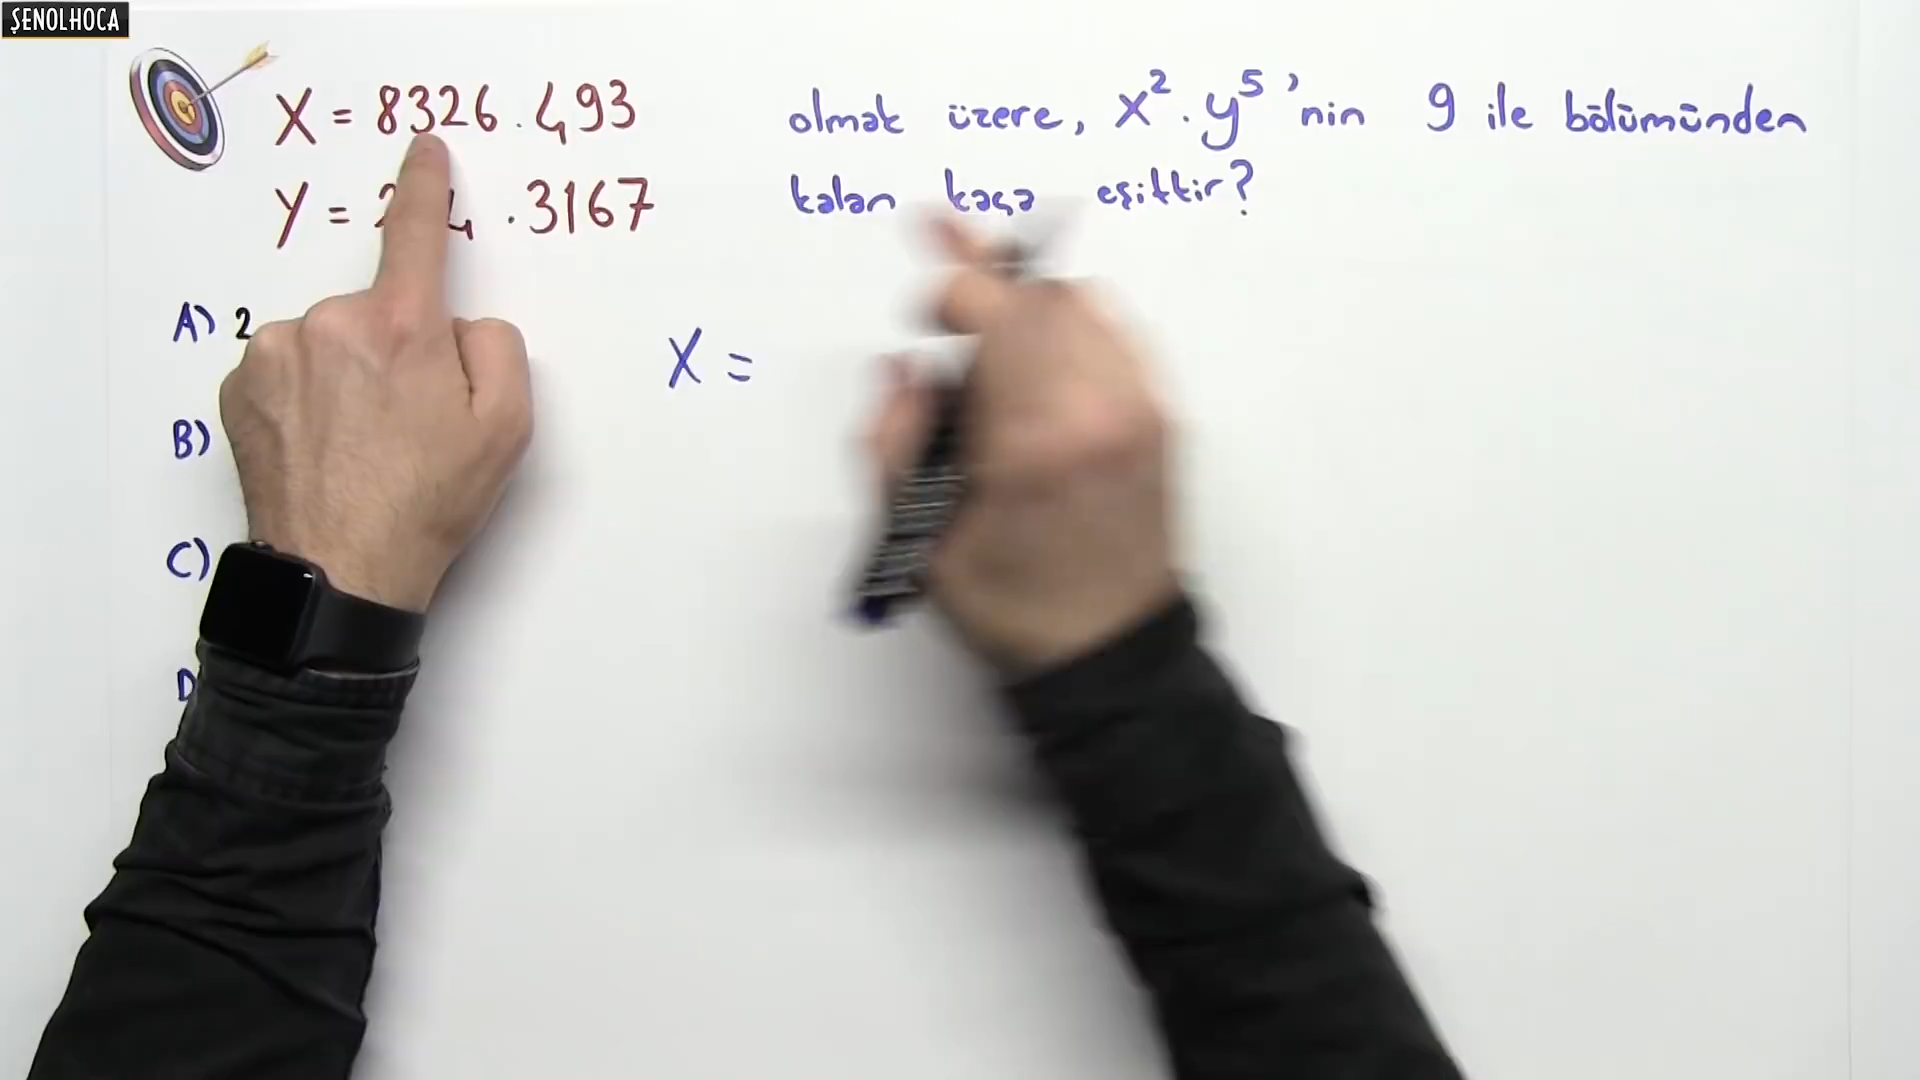 ŞENOLHOCA
X = 8326.493 olmak üzere, x².y⁵'nin 9 ile bölümünden
Y = .3167 kalan kaça eşittir?
A) 2
X =
B)
C)
D